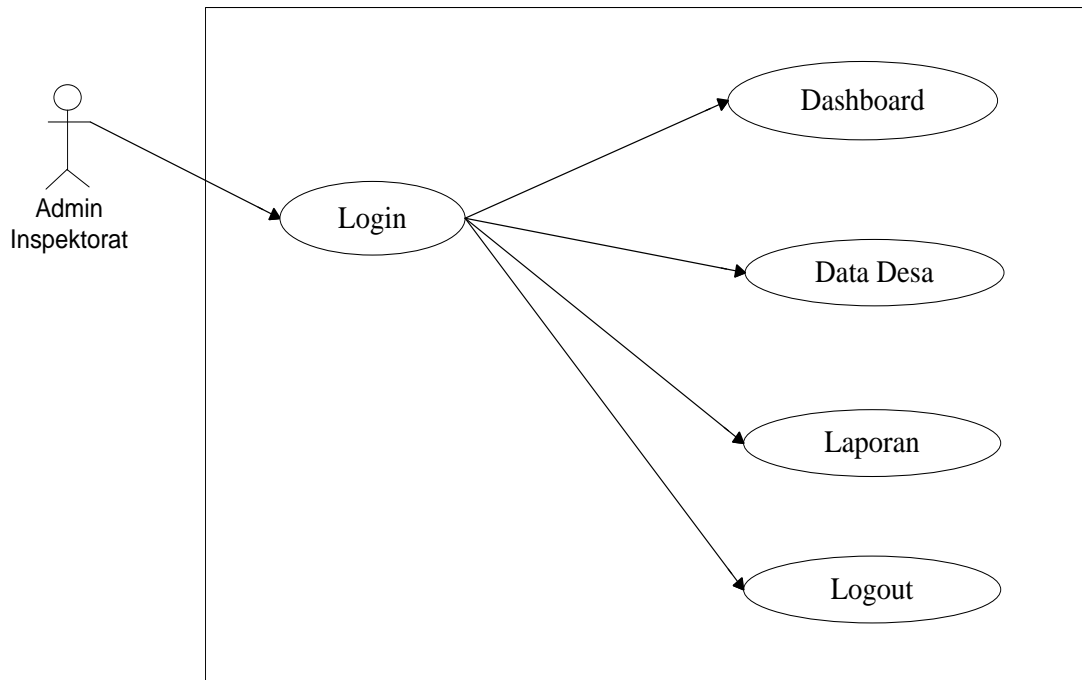 Dashboard
Admin
Inspektorat
Login
Data Desa
Laporan
Logout